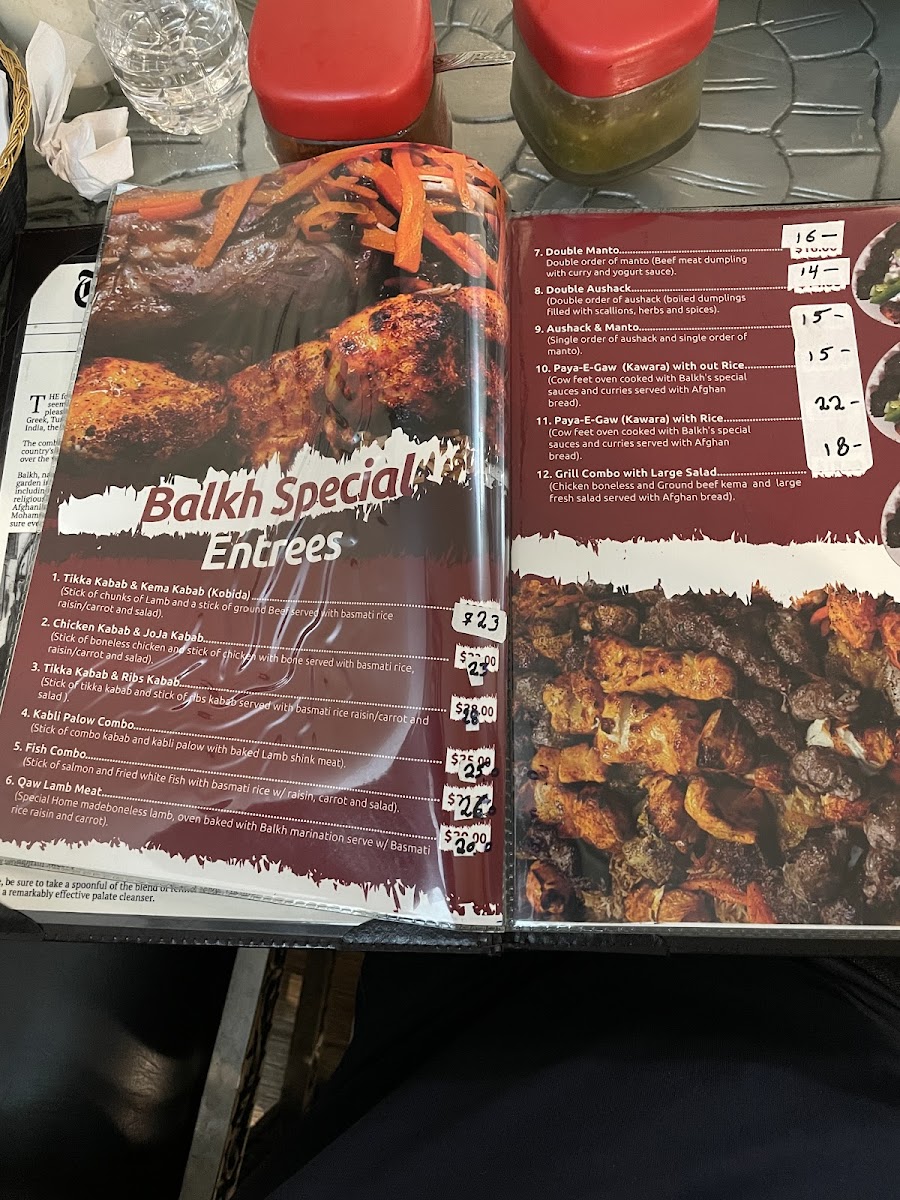 Balkh Special
Entrees
1. Tikka Kabab & Kema Kabab (Kobida)
(Stick of chunks of Lamb and a stick of ground Beef served with basmati rice
raisin/carrot and salad).
$23
2. Chicken Kabab & JoJa Kabab
(Stick of boneless chicken and stick of chicken with bone served with basmati rice,
raisin/carrot and salad).
23
3. Tikka Kabab & Ribs Kabab
(Stick of tikka kabab and stick of ribs kabab served with basmati rice raisin/carrot and
salad ).
4. Kabli Palow Combo
(Stick of combo kabab and kabli palow with baked Lamb shink meat).
25
5. Fish Combo
(Stick of salmon and fried white fish with basmati rice w/ raisin, carrot and salad).
26
6. Qaw Lamb Meat
(Special Home madeboneless lamb, oven baked with Balkh marination serve w/ Basmati
rice raisin and carrot).
be sure to take a spoonful of the blend of
a remarkably effective palate cleanser.
7. Double Manto
16-
Double order of manto (Beef meat dumpling
with curry and yogurt sauce).
8. Double Aushack
14-
(Double order of aushack (boiled dumplings
filled with scallions, herbs and spices).
9. Aushack & Manto
15-
(Single order of aushack and single order of
manto).
10. Paya-E-Gaw (Kawara) with out Rice
15-
(Cow feet oven cooked with Balkh's special
sauces and curries served with Afghan
bread).
11. Paya-E-Gaw (Kawara) with Rice
22-
(Cow feet oven cooked with Balkh's special
sauces and curries served with Afghan
bread).
12. Grill Combo with Large Salad
18-
(Chicken boneless and Ground beef kema and large
fresh salad served with Afghan bread).